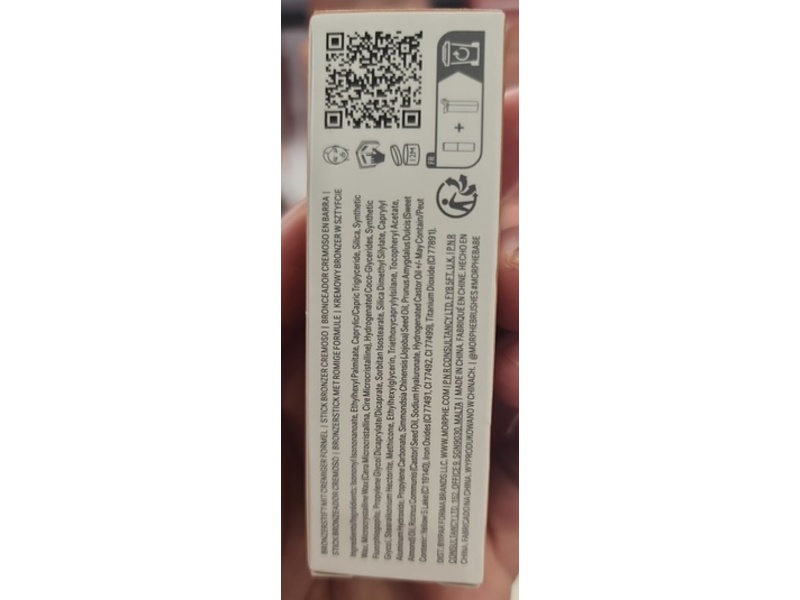 BRONZERSTIFT MIT CREMIGER FORMEL | STICK BRONZER CREMOSO | BRONCEADOR CREMOSO EN BARRA |
STICK BRONZEADOR CREMOSO | BRONZERSTICK MET ROMIGE FORMULE | KREMOWY BRONZER W SZTYFCIE
Ingredients/Ingrédients: Isononyl Isononanoate, Ethylhexyl Palmitate, Caprylic/Capric Triglyceride, Silica, Synthetic
Wax, Microcrystalline Wax (Cera Microcristallina, Cire Microcristalline), Hydrogenated Coco-Glycerides, Synthetic
Fluorphlogopite, Propylene Glycol Dicaprylate/Dicaprate, Sorbitan Isostearate, Silica Dimethyl Silylate, Caprylyl
Glycol, Stearalkonium Hectorite, Methicone, Ethylhexylglycerin, Triethoxycaprylylsilane, Tocopheryl Acetate,
Aluminum Hydroxide, Propylene Carbonate, Simmondsia Chinensis (Jojoba) Seed Oil, Prunus Amygdalus Dulcis (Sweet
Almond) Oil, Ricinus Communis (Castor) Seed Oil, Sodium Hyaluronate, Hydrogenated Castor Oil +/- May Contain/Peut
Contenir: Yellow 5 Lake (CI 19140), Iron Oxides (CI 77491, CI 77492, CI 77499), Titanium Dioxide (CI 77891).
DIST. BY/PAR FORMA BRANDS LLC. WWW.MORPHE.COM | P.N.R CONSULTANCY LTD. FY8 5FT, U.K. | P.N.R
CONSULTANCY LTD. 152, OFFICE 9, SGN9030, MALTA | MADE IN CHINA. FABRIQUÉ EN CHINE. HECHO EN
CHINA. FABRICADO NA CHINA. WYPRODUKOWANO W CHINACH. | @MORPHEBRUSHES #MORPHEBABE
12M
FR
+